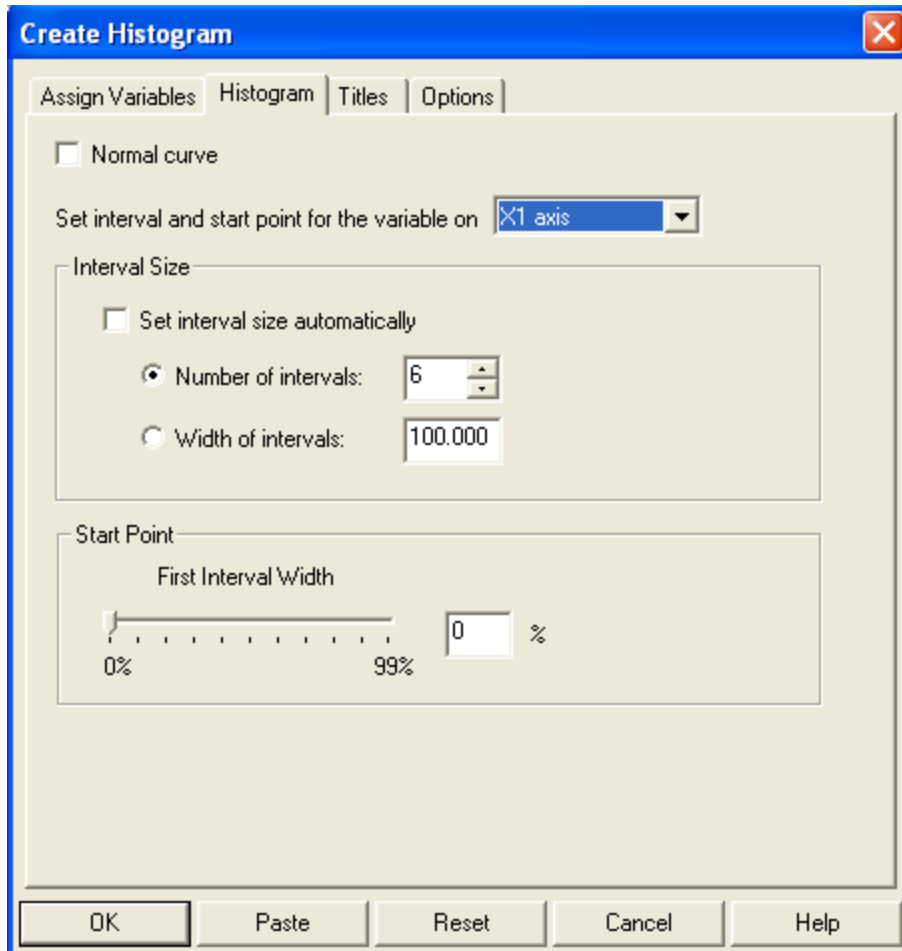 Create Histogram
Assign Variables Histogram Titles Options
Normal curve
Set interval and start point for the variable on X1 axis
Interval Size
Set interval size automatically
Number of intervals: 6
Width of intervals: 100.000
Start Point
First Interval Width
0 %
0% 99%
OK Paste Reset Cancel Help